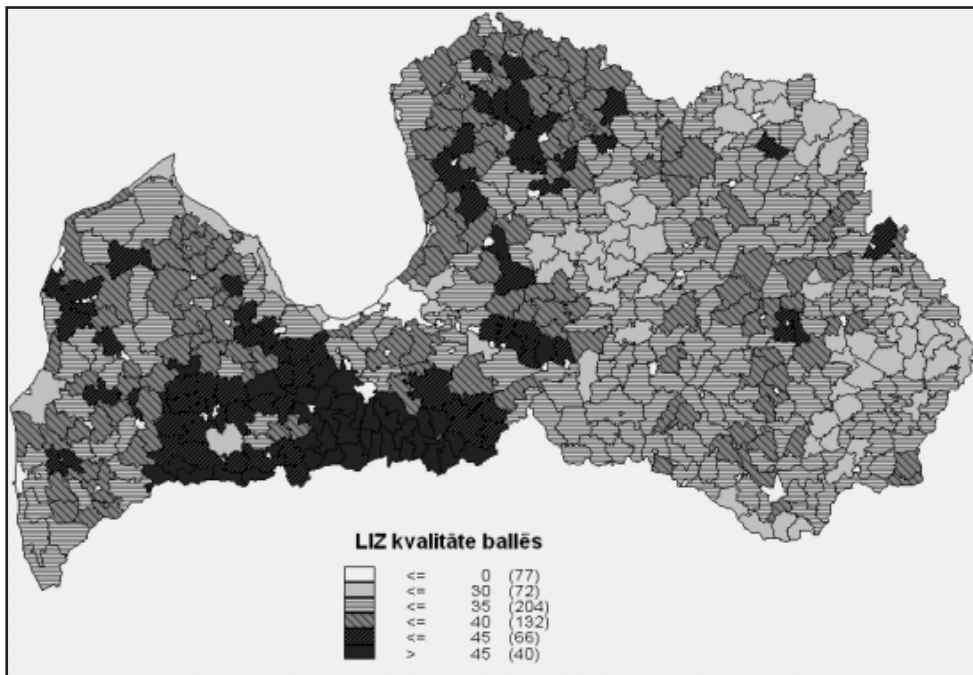 LIZ kvalitāte ballēs
<= 0 (77)
<= 30 (72)
<= 35 (204)
<= 40 (132)
<= 45 (66)
> 45 (40)